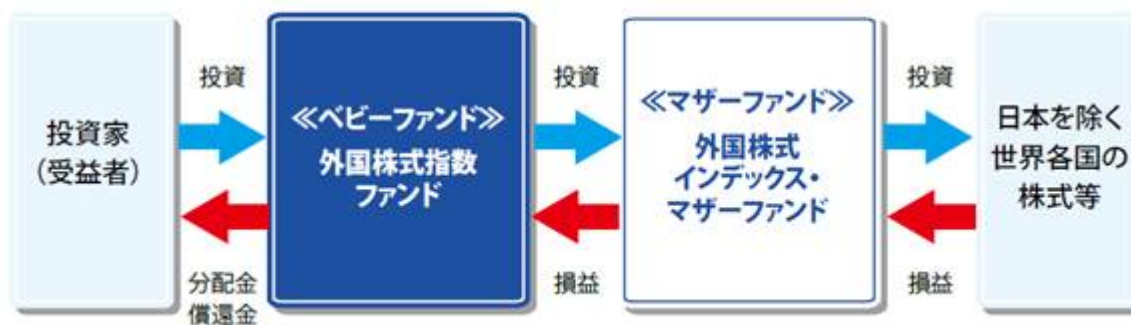 投資家
（受益者）
投資
分配金
償還金
≪ベビーファンド≫
外国株式指数
ファンド
投資
損益
≪マザーファンド≫
外国株式
インデックス・
マザーファンド
投資
損益
日本を除く
世界各国の
株式等